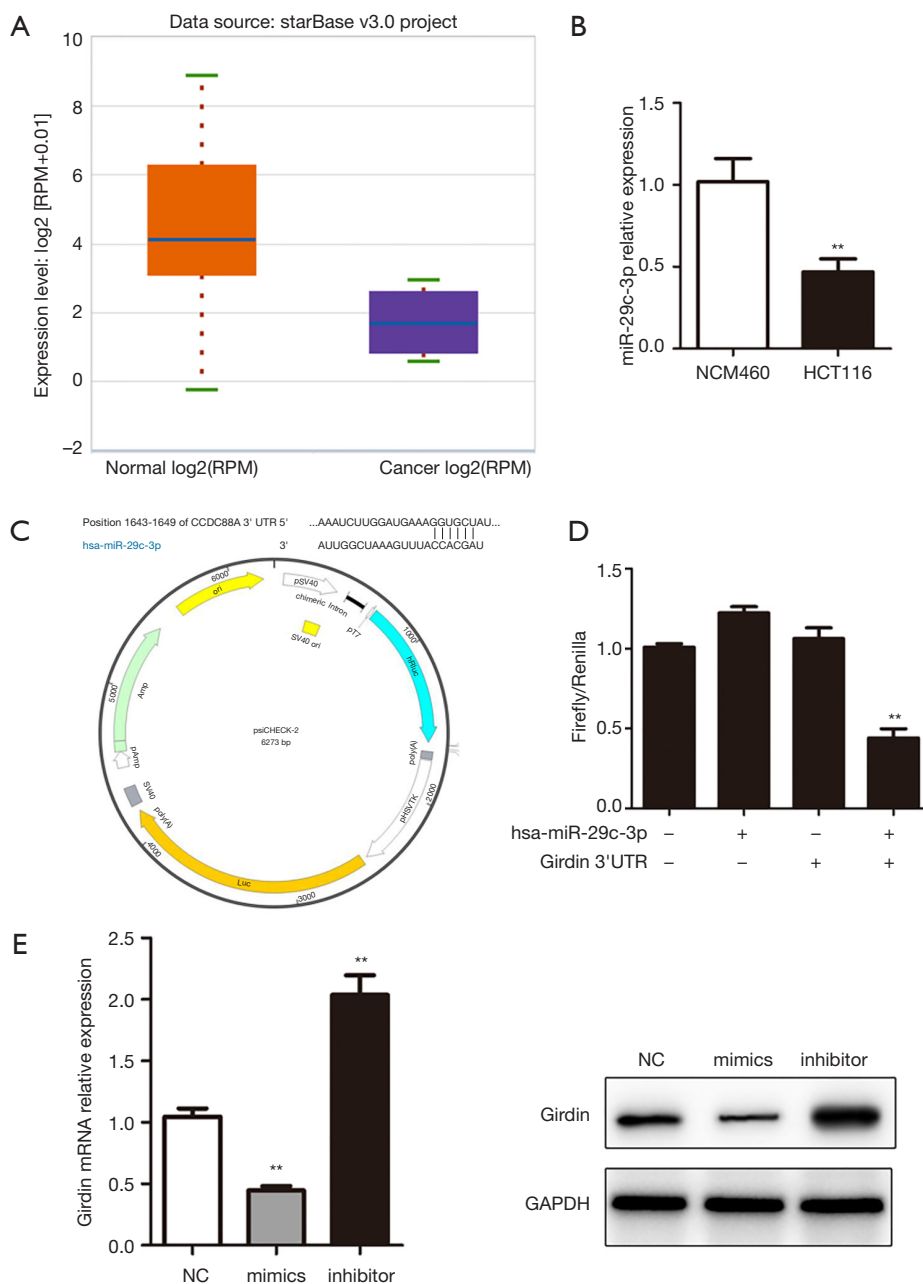 A
Data source: starBase v3.0 project
Expression level: log2 [RPM+0.01]
10
8
6
4
2
0
−2
Normal log2(RPM)
Cancer log2(RPM)
B
miR-29c-3p relative expression
1.5
1.0
0.5
0.0
**
NCM460
HCT116
C
Position 1643-1649 of CCDC88A 3' UTR 5' ...AAAUCUUGGAUGAAAGGUGCUAU...
hsa-miR-29c-3p 3' AUUGGCUAAAGUUUACCACGAU
6000
ori
pSV40
chimeric Intron
SV40 ori
pT7
1000
hRluc
5000
Amp
psiCHECK-2
6273 bp
pAmp
SV40
poly(A)
poly(A)
2000
pHSVTK
4000
Luc
3000
D
Firefly/Renilla
1.5
1.0
0.5
0.0
**
hsa-miR-29c-3p − + − +
Girdin 3'UTR − − + +
E
Girdin mRNA relative expression
2.5
2.0
1.5
1.0
0.5
0.0
**
**
NC
mimics
inhibitor
NC mimics inhibitor
Girdin
GAPDH